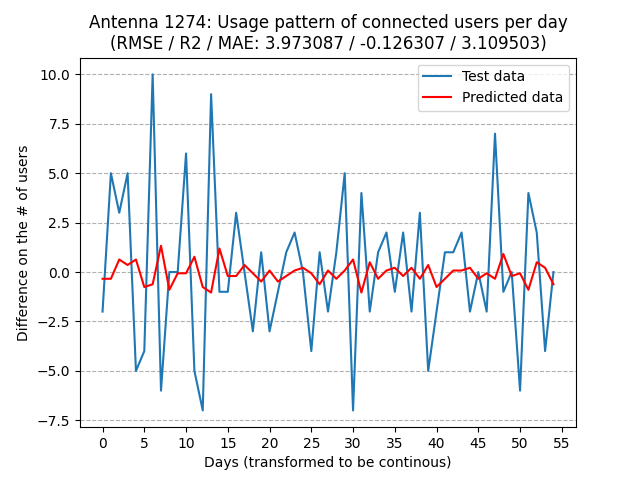 Antenna 1274: Usage pattern of connected users per day
(RMSE / R2 / MAE: 3.973087 / -0.126307 / 3.109503)
Test data
Predicted data
10.0
7.5
5.0
2.5
0.0
−2.5
−5.0
−7.5
Difference on the # of users
0 5 10 15 20 25 30 35 40 45 50 55
Days (transformed to be continous)